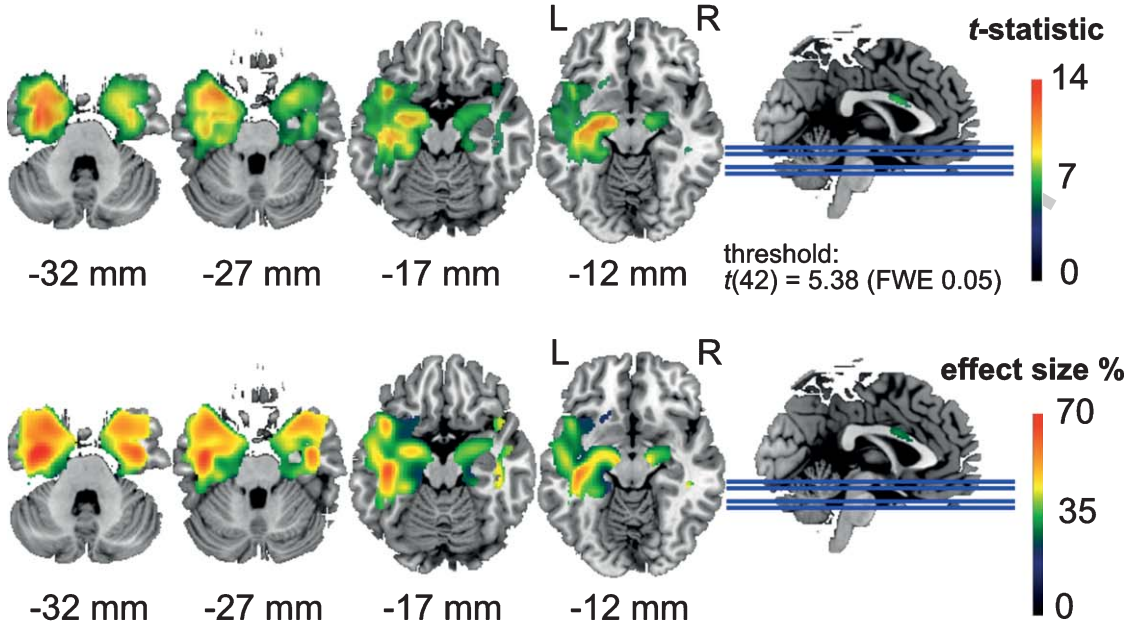 L R
t-statistic
14
7
0
-32 mm -27 mm -17 mm -12 mm
threshold:
t(42) = 5.38 (FWE 0.05)
L R
effect size %
70
35
0
-32 mm -27 mm -17 mm -12 mm